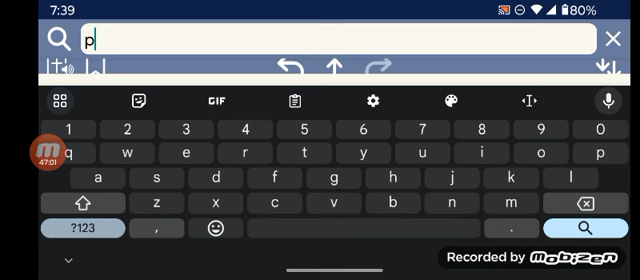 7:39 80%
p
GIF
1 2 3 4 5 6 7 8 9 0
q w e r t y u i o p
a s d f g h j k l
z x c v b n m
?123 , .
47:01
Recorded by Mobizen